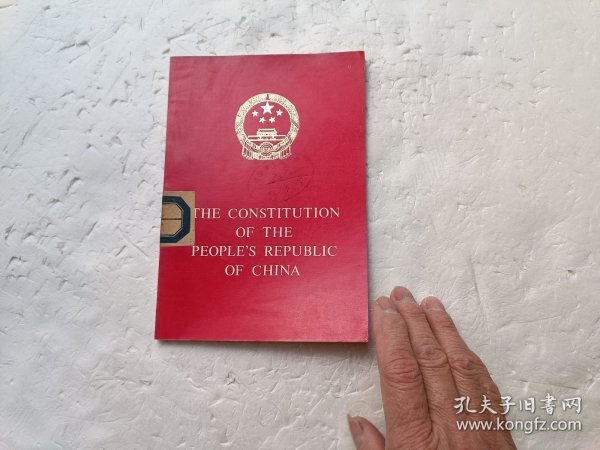 THE CONSTITUTION
OF THE
PEOPLE'S REPUBLIC
OF CHINA
孔夫子旧书网
www.kongfz.com